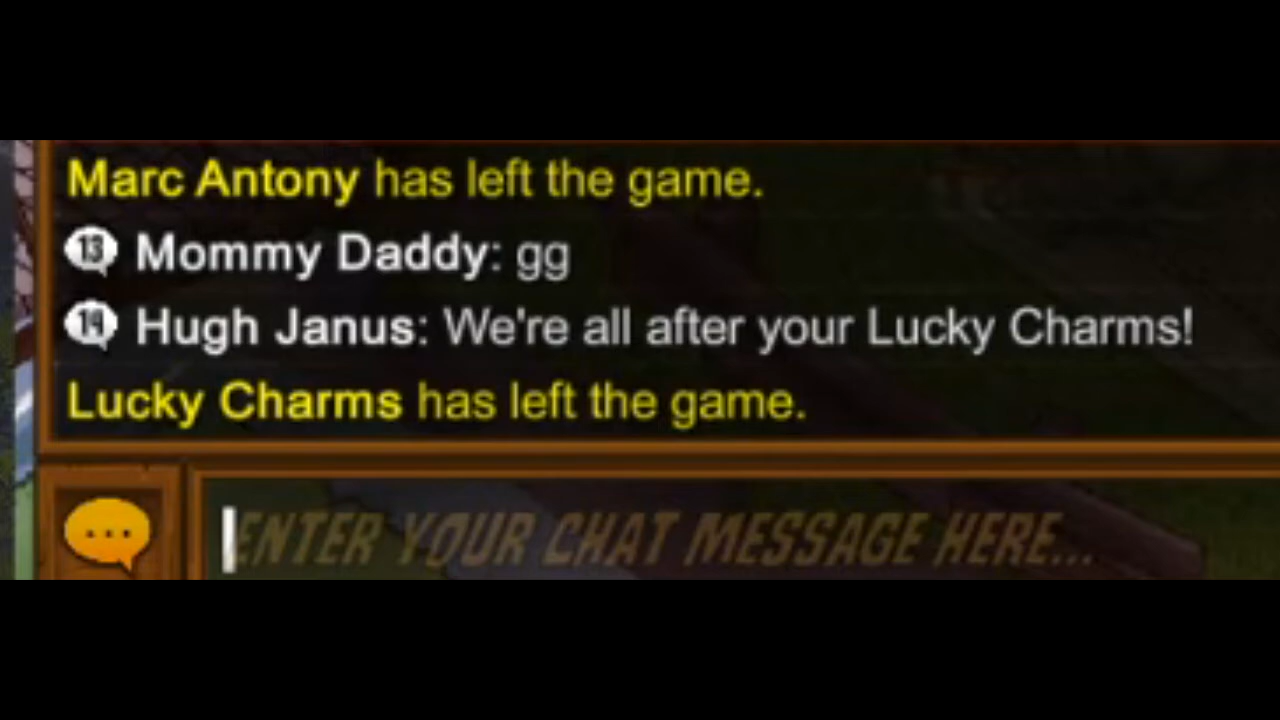 Marc Antony has left the game.
13 Mommy Daddy: gg
14 Hugh Janus: We're all after your Lucky Charms!
Lucky Charms has left the game.
ENTER YOUR CHAT MESSAGE HERE...